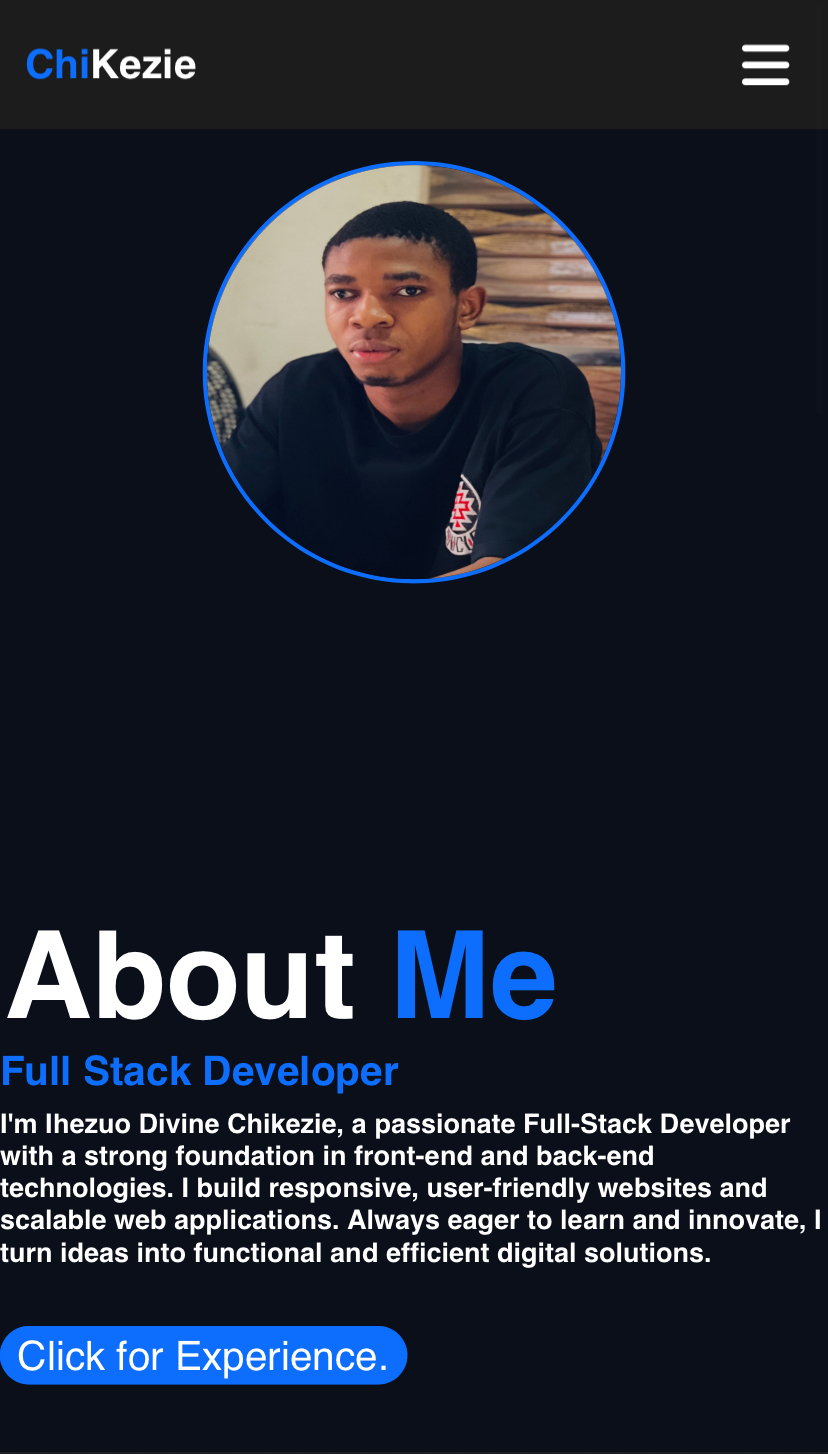 ChiKezie
About Me
Full Stack Developer
I'm Ihezuo Divine Chikezie, a passionate Full-Stack Developer
with a strong foundation in front-end and back-end
technologies. I build responsive, user-friendly websites and
scalable web applications. Always eager to learn and innovate, I
turn ideas into functional and efficient digital solutions.
Click for Experience.